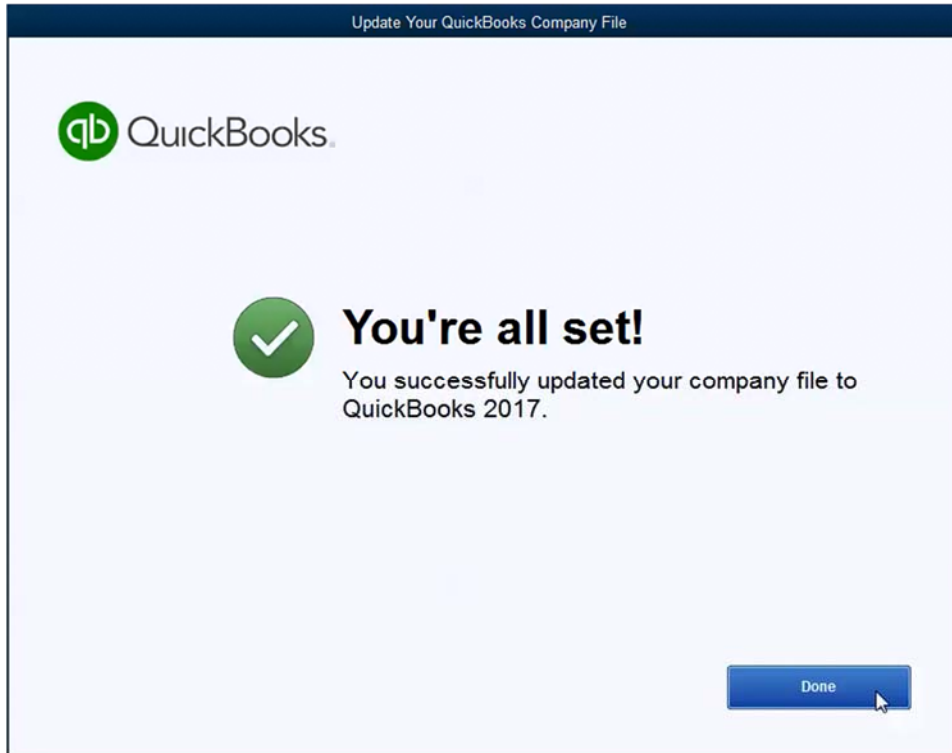 Update Your QuickBooks Company File
qb QuickBooks.
You're all set!
You successfully updated your company file to
QuickBooks 2017.
Done